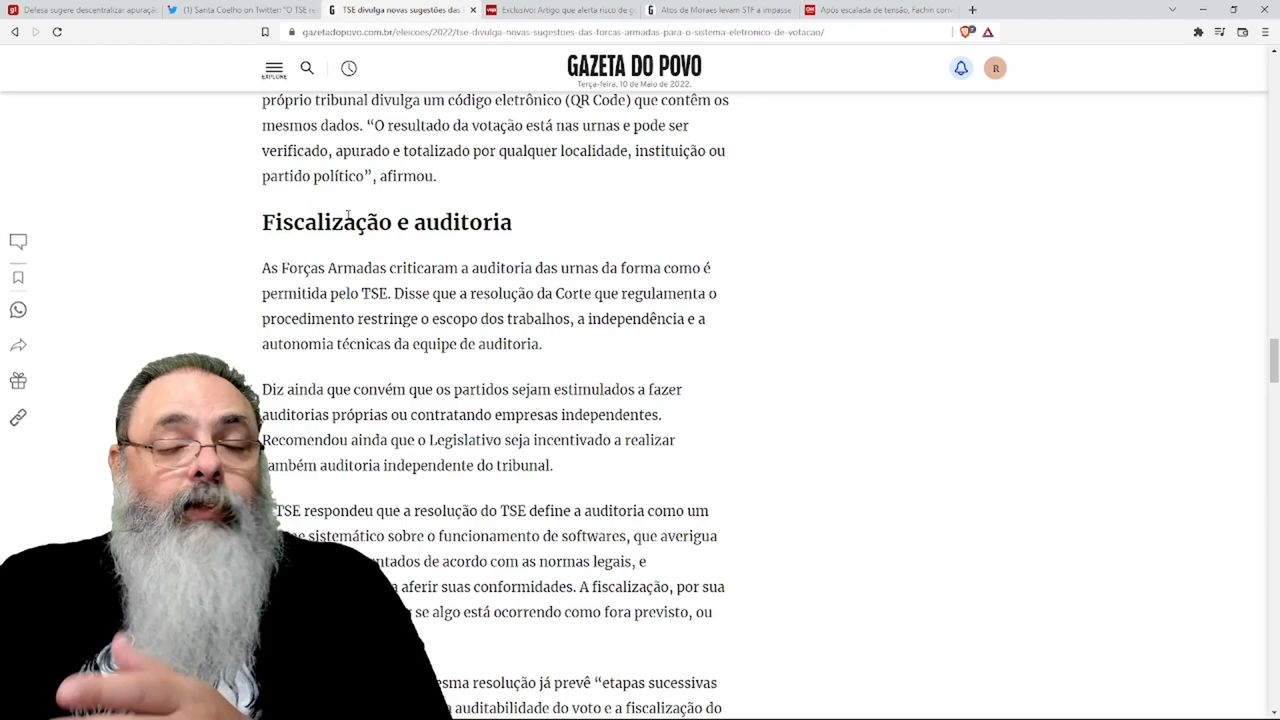 Defesa sugere descentralizar apuraçã
(1) Santa Coelho on Twitter: "O TSE re
TSE divulga novas sugestões das
Exclusivo: Artigo que alerta risco de g
Atos de Moraes levam STF a impasse
Após escalada de tensão, Fachin conv
gazetadopovo.com.br/eleicoes/2022/tse-divulga-novas-sugestoes-das-forcas-armadas-para-o-sistema-eletronico-de-votacao/
EXPLORE
GAZETA DO POVO
Terça-feira, 10 de Maio de 2022.
R
próprio tribunal divulga um código eletrônico (QR Code) que contêm os
mesmos dados. “O resultado da votação está nas urnas e pode ser
verificado, apurado e totalizado por qualquer localidade, instituição ou
partido político”, afirmou.
Fiscalização e auditoria
As Forças Armadas criticaram a auditoria das urnas da forma como é
permitida pelo TSE. Disse que a resolução da Corte que regulamenta o
procedimento restringe o escopo dos trabalhos, a independência e a
autonomia técnicas da equipe de auditoria.
Diz ainda que convém que os partidos sejam estimulados a fazer
auditorias próprias ou contratando empresas independentes.
Recomendou ainda que o Legislativo seja incentivado a realizar
ambém auditoria independente do tribunal.
TSE respondeu que a resolução do TSE define a auditoria como um
e sistemático sobre o funcionamento de softwares, que averigua
ntados de acordo com as normas legais, e
a aferir suas conformidades. A fiscalização, por sua
se algo está ocorrendo como fora previsto, ou
esma resolução já prevê “etapas sucessivas
a auditabilidade do voto e a fiscalização do